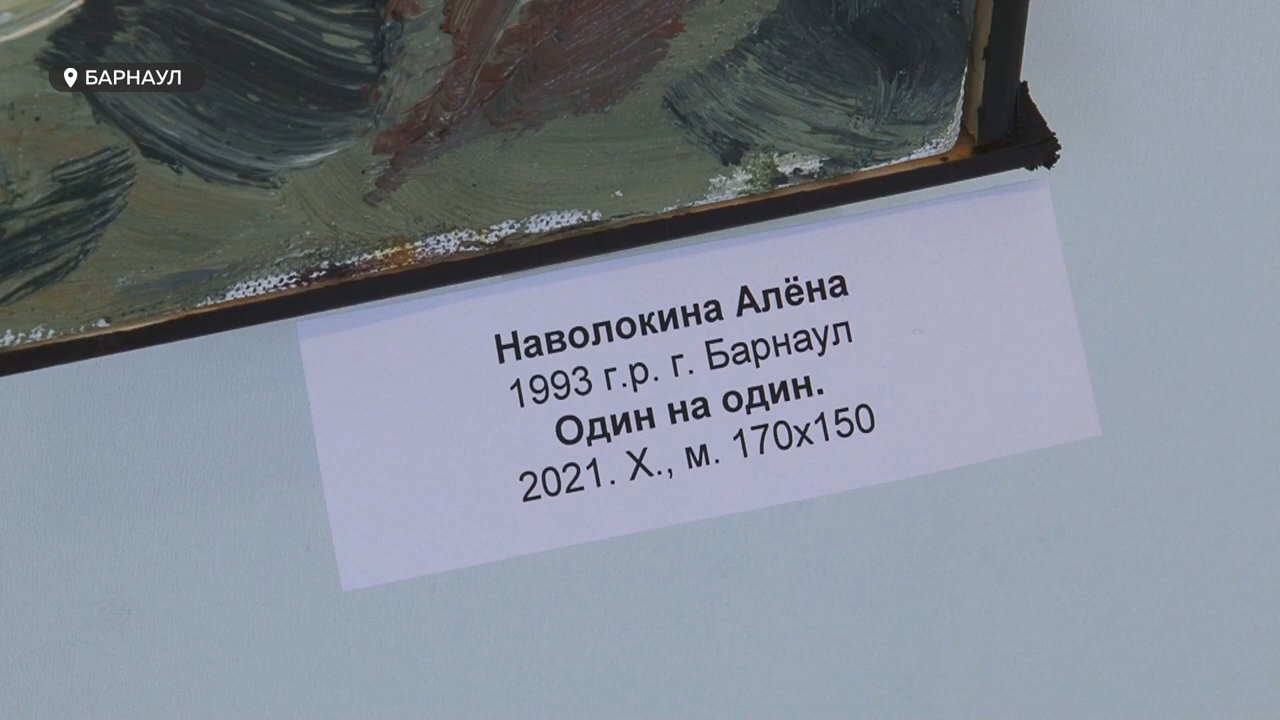 БАРНАУЛ
Наволокина Алёна
1993 г.р. г. Барнаул
Один на один.
2021. Х., м. 170х150